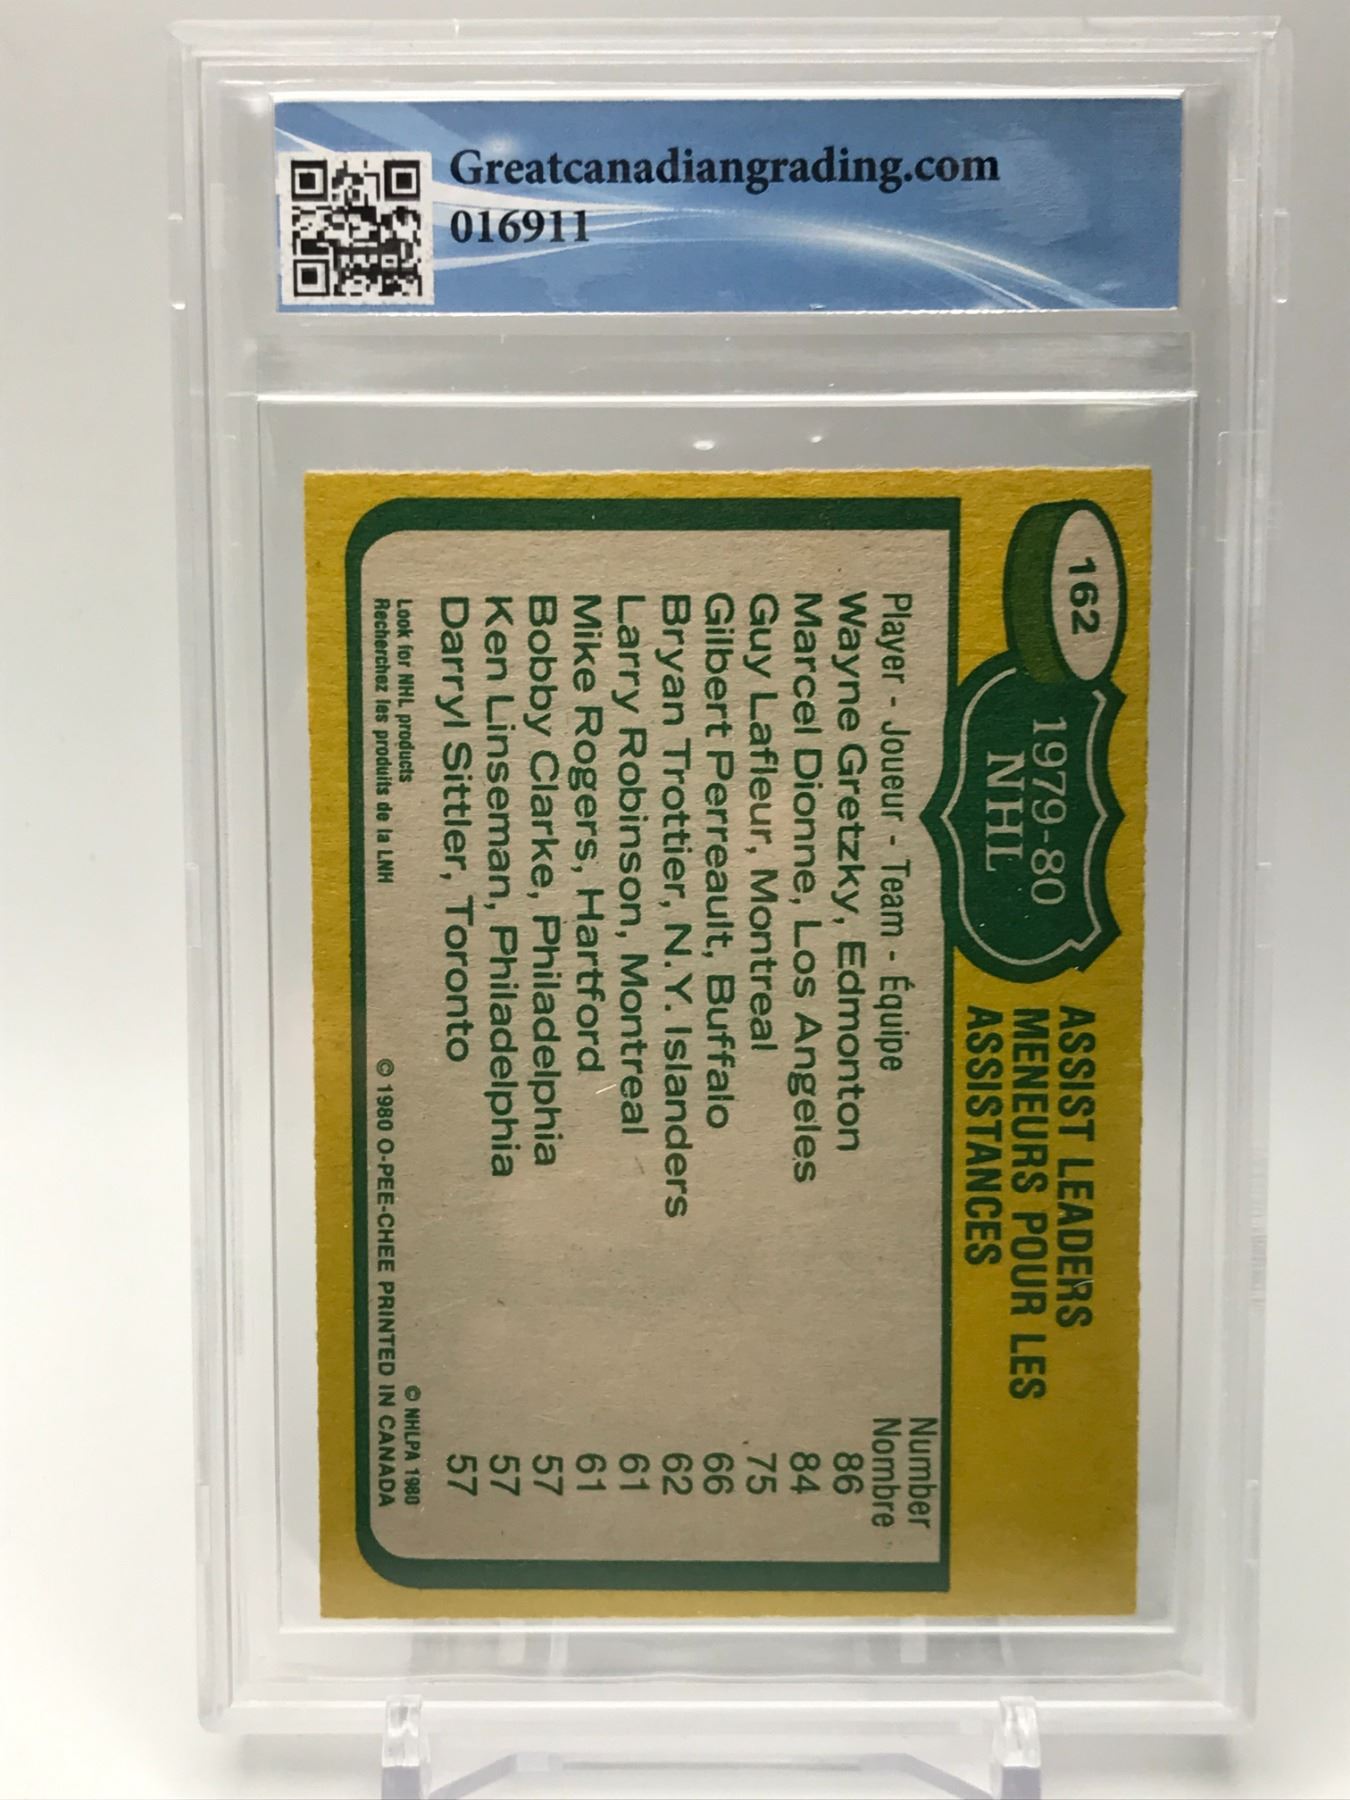 Greatcanadiangrading.com
016911
162
1979-80
NHL
ASSIST LEADERS
MENEURS POUR LES
ASSISTANCES
Player - Joueur - Team - Équipe
Number
Nombre
Wayne Gretzky, Edmonton 86
Marcel Dionne, Los Angeles 84
Guy Lafleur, Montreal 75
Gilbert Perreault, Buffalo 66
Bryan Trottier, N.Y. Islanders 62
Larry Robinson, Montreal 61
Mike Rogers, Hartford 61
Bobby Clarke, Philadelphia 57
Ken Linseman, Philadelphia 57
Darryl Sittler, Toronto 57
Look for NHL products
Recherchez les produits de la LNH
© NHLPA 1980
© 1980 O-PEE-CHEE PRINTED IN CANADA